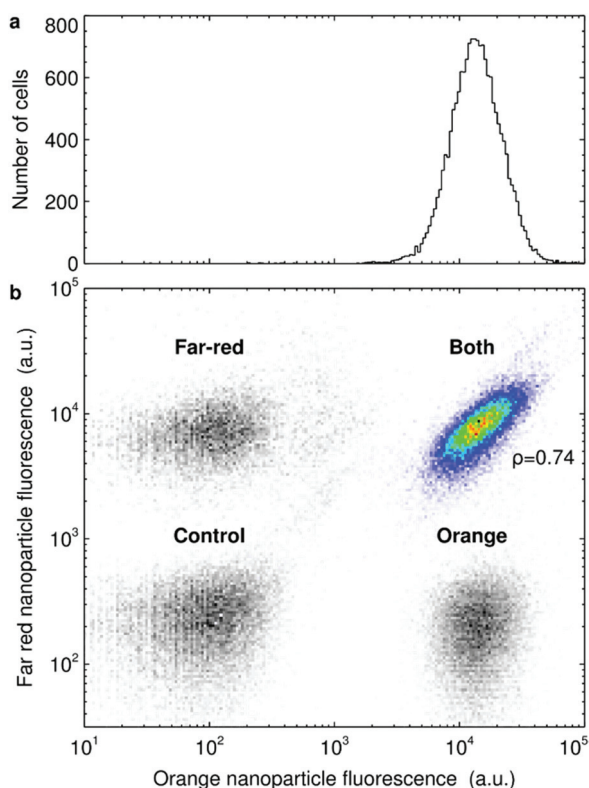 a
800
600
400
200
0
Number of cells
b
10^5
10^4
10^3
10^2
Far red nanoparticle fluorescence (a.u.)
Far-red Both
ρ=0.74
Control Orange
10^1 10^2 10^3 10^4 10^5
Orange nanoparticle fluorescence (a.u.)